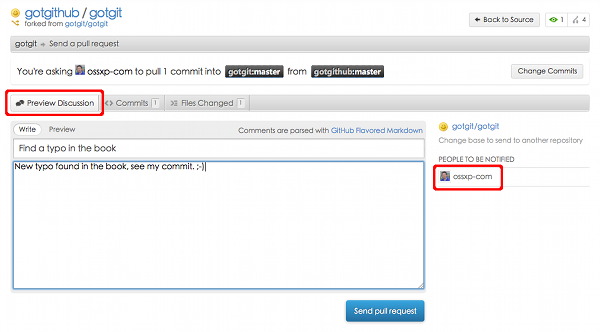 gotgithub / gotgit
forked from gotgit/gotgit
Back to Source
1
4
gotgit Send a pull request
You're asking ossxp-com to pull 1 commit into gotgit:master from gotgithub:master
Change Commits
Preview Discussion
Commits 1
Files Changed 1
Write
Preview
Comments are parsed with GitHub Flavored Markdown
Find a typo in the book
New typo found in the book, see my commit. ;-)
gotgit/gotgit
Change base to send to another repository
PEOPLE TO BE NOTIFIED
ossxp-com
Send pull request